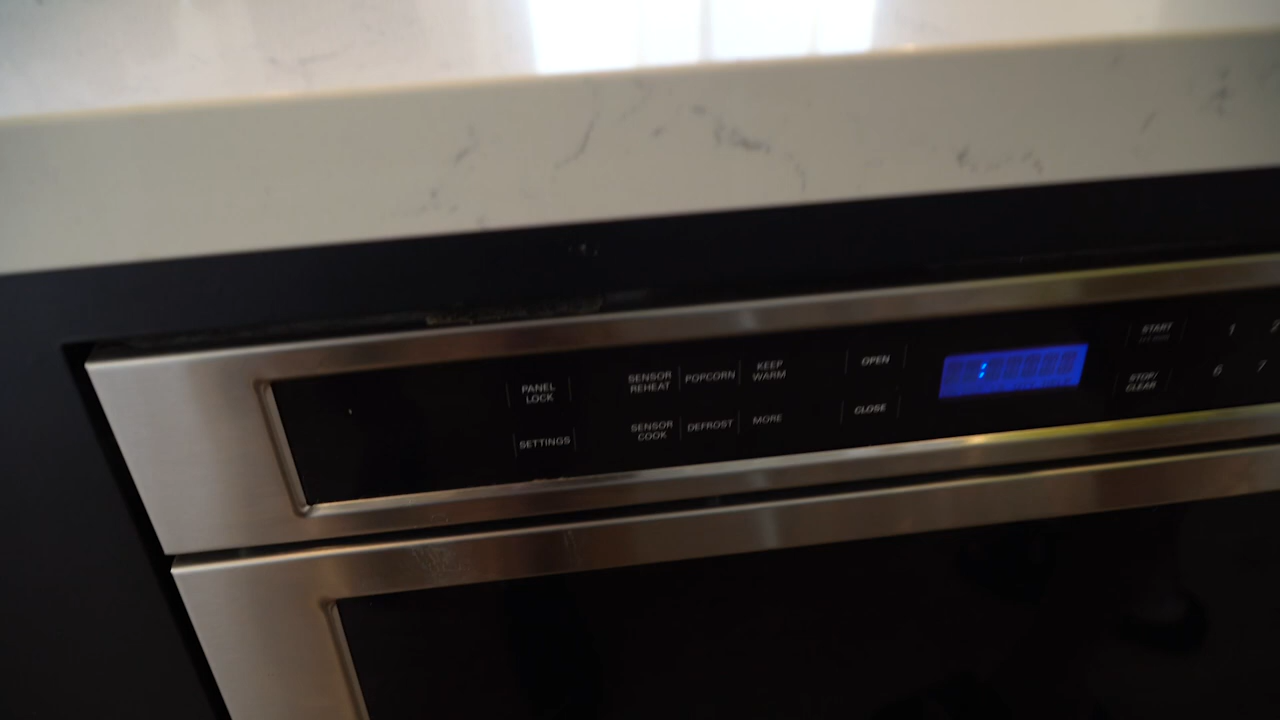 PANEL
LOCK
SETTINGS
SENSOR
REHEAT
POPCORN
KEEP
WARM
SENSOR
COOK
DEFROST
MORE
OPEN
CLOSE
:
START
STOP/
CLEAR
1
2
6
7